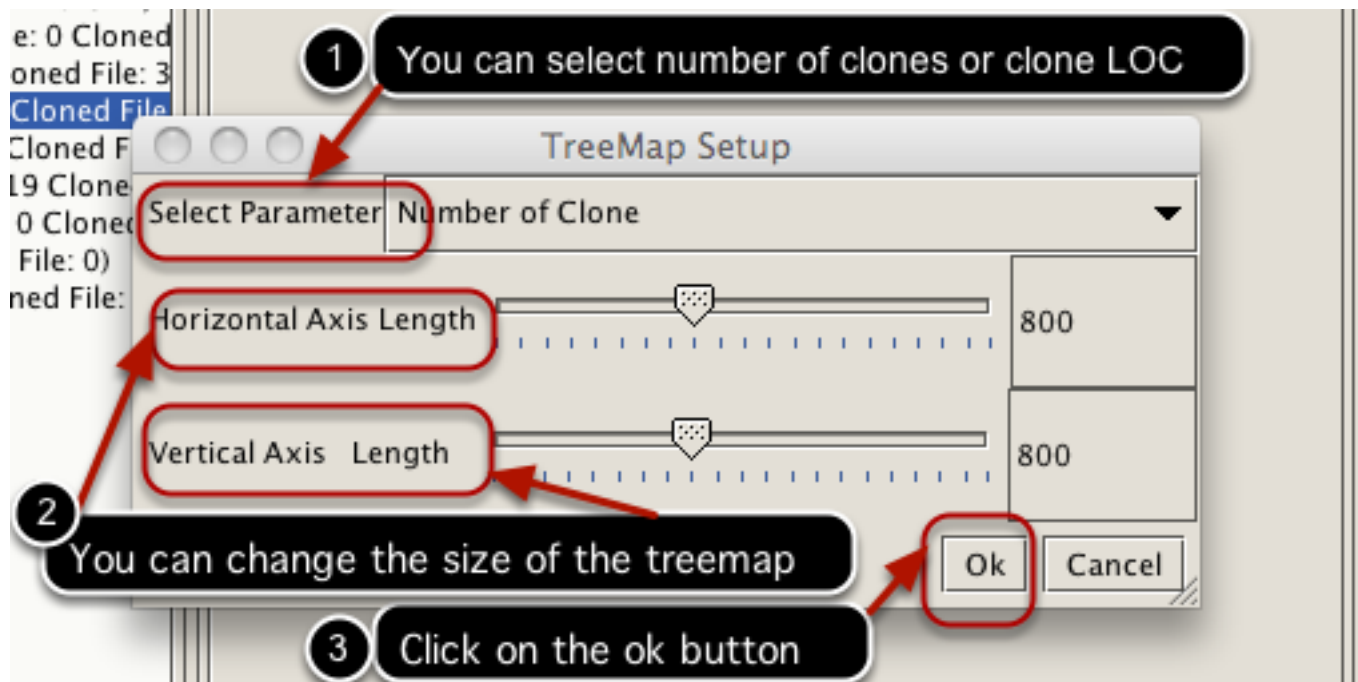 e: 0 Cloned
oned File: 3
Cloned File
Cloned F
19 Clone
0 Cloned
File: 0)
ned File:
1
You can select number of clones or clone LOC
TreeMap Setup
Select Parameter Number of Clone
Horizontal Axis Length 800
Vertical Axis Length 800
2
You can change the size of the treemap
Ok Cancel
3
Click on the ok button